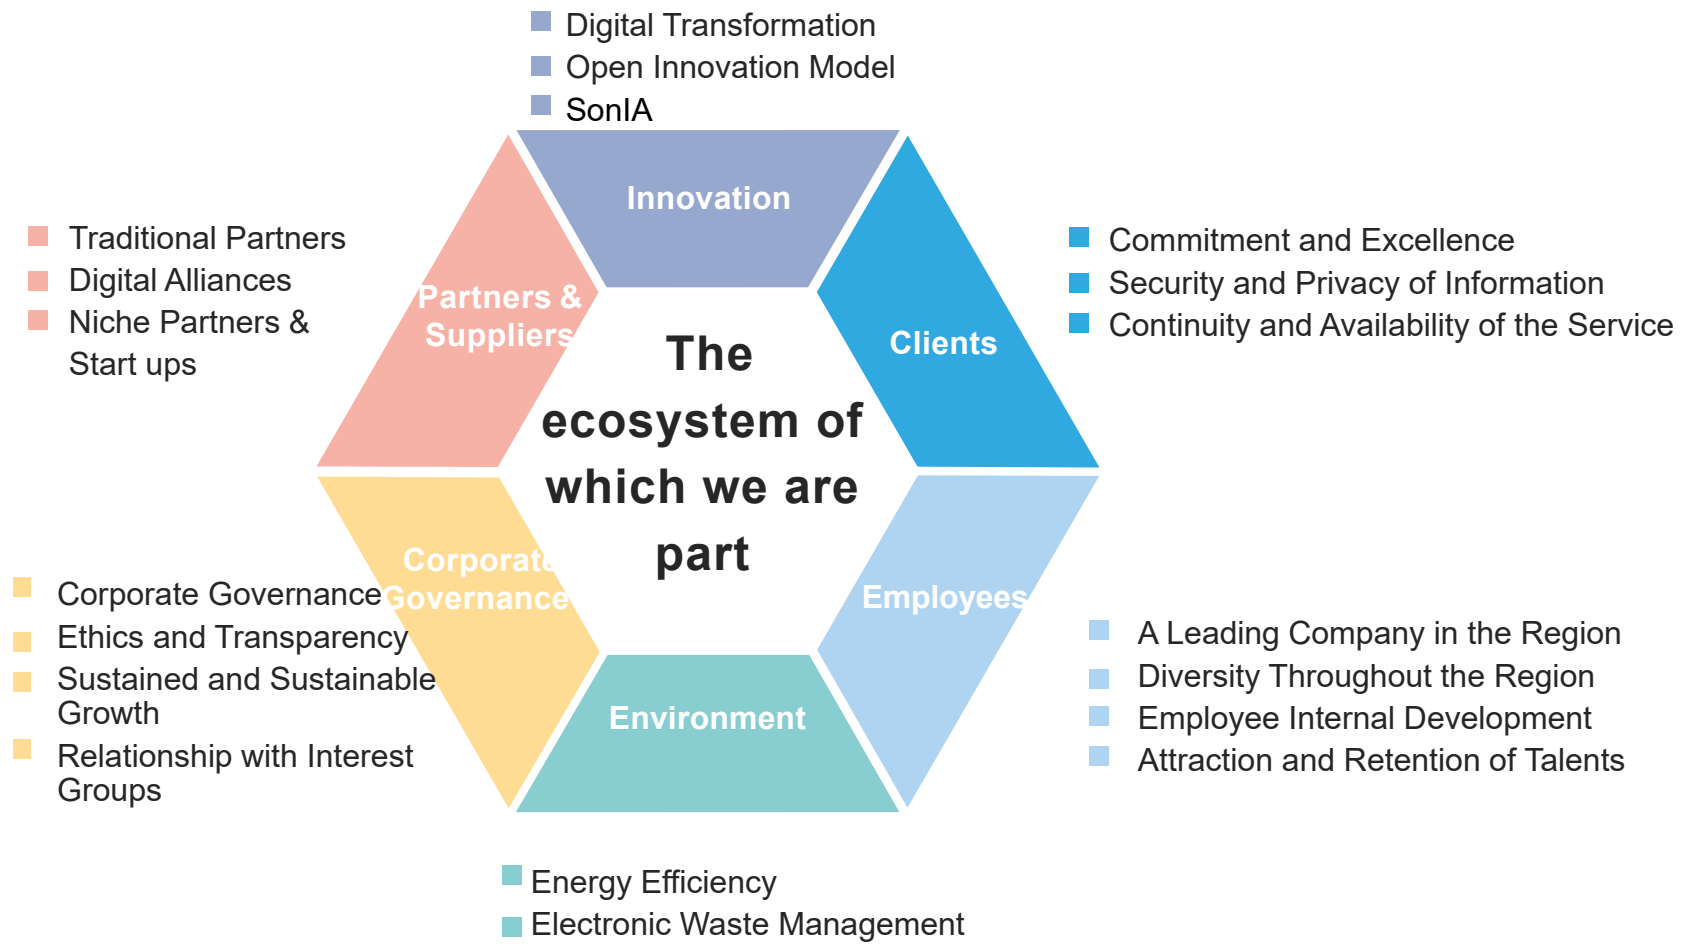 Digital Transformation
Open Innovation Model
SonIA
Innovation
Traditional Partners
Digital Alliances
Niche Partners &
Start ups
Partners &
Suppliers
Commitment and Excellence
Security and Privacy of Information
Continuity and Availability of the Service
Clients
The
ecosystem of
which we are
part
Corporate Governance
Ethics and Transparency
Sustained and Sustainable
Growth
Relationship with Interest
Groups
Corporate
Governance
Employees
A Leading Company in the Region
Diversity Throughout the Region
Employee Internal Development
Attraction and Retention of Talents
Environment
Energy Efficiency
Electronic Waste Management